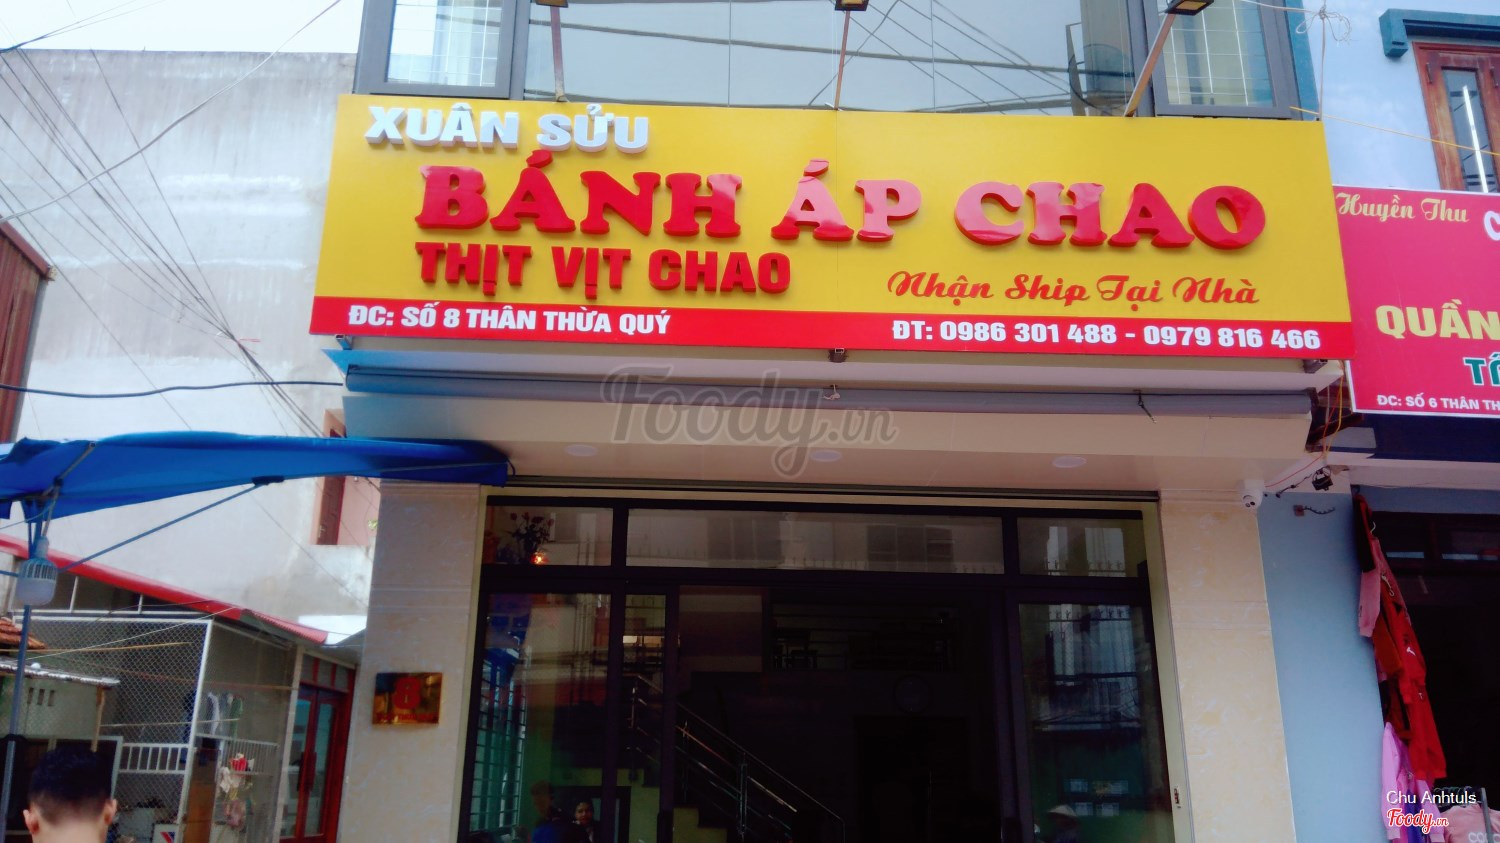 XUÂN SỬU
BÁNH ÁP CHAO
THỊT VỊT CHAO
Nhận Ship Tại Nhà
ĐC: SỐ 8 THÂN THỪA QUÝ
ĐT: 0986 301 488 - 0979 816 466
Huyền Thu
QUẦN
ĐC: SỐ 6 THÂN
Foody.vn
8
Chu Anhtuls
Foody.vn